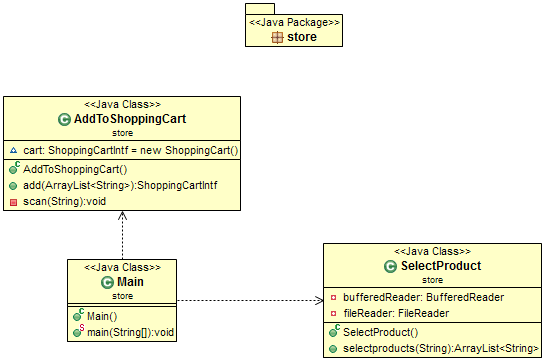 <<Java Package>>
store
<<Java Class>>
AddToShoppingCart
store
cart: ShoppingCartIntf = new ShoppingCart()
AddToShoppingCart()
add(ArrayList<String>):ShoppingCartIntf
scan(String):void
<<Java Class>>
Main
store
Main()
main(String[]):void
<<Java Class>>
SelectProduct
store
bufferedReader: BufferedReader
fileReader: FileReader
SelectProduct()
selectproducts(String):ArrayList<String>